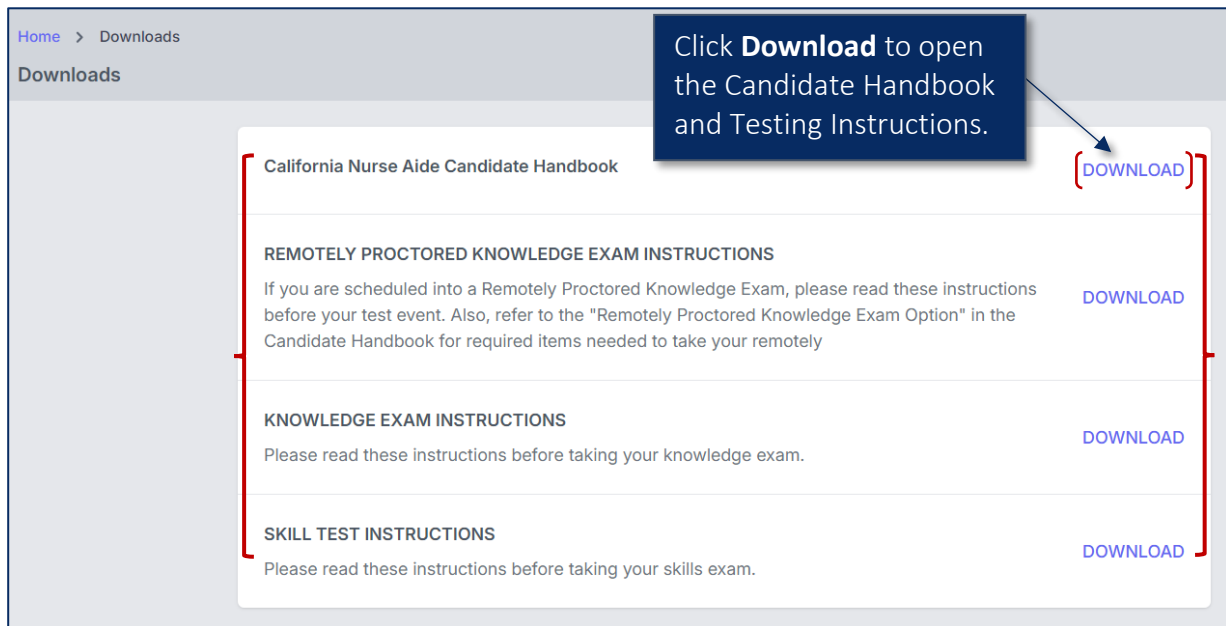 Home > Downloads
Downloads
Click Download to open
the Candidate Handbook
and Testing Instructions.
California Nurse Aide Candidate Handbook
DOWNLOAD
REMOTELY PROCTORED KNOWLEDGE EXAM INSTRUCTIONS
If you are scheduled into a Remotely Proctored Knowledge Exam, please read these instructions
before your test event. Also, refer to the "Remotely Proctored Knowledge Exam Option" in the
Candidate Handbook for required items needed to take your remotely
DOWNLOAD
KNOWLEDGE EXAM INSTRUCTIONS
Please read these instructions before taking your knowledge exam.
DOWNLOAD
SKILL TEST INSTRUCTIONS
Please read these instructions before taking your skills exam.
DOWNLOAD